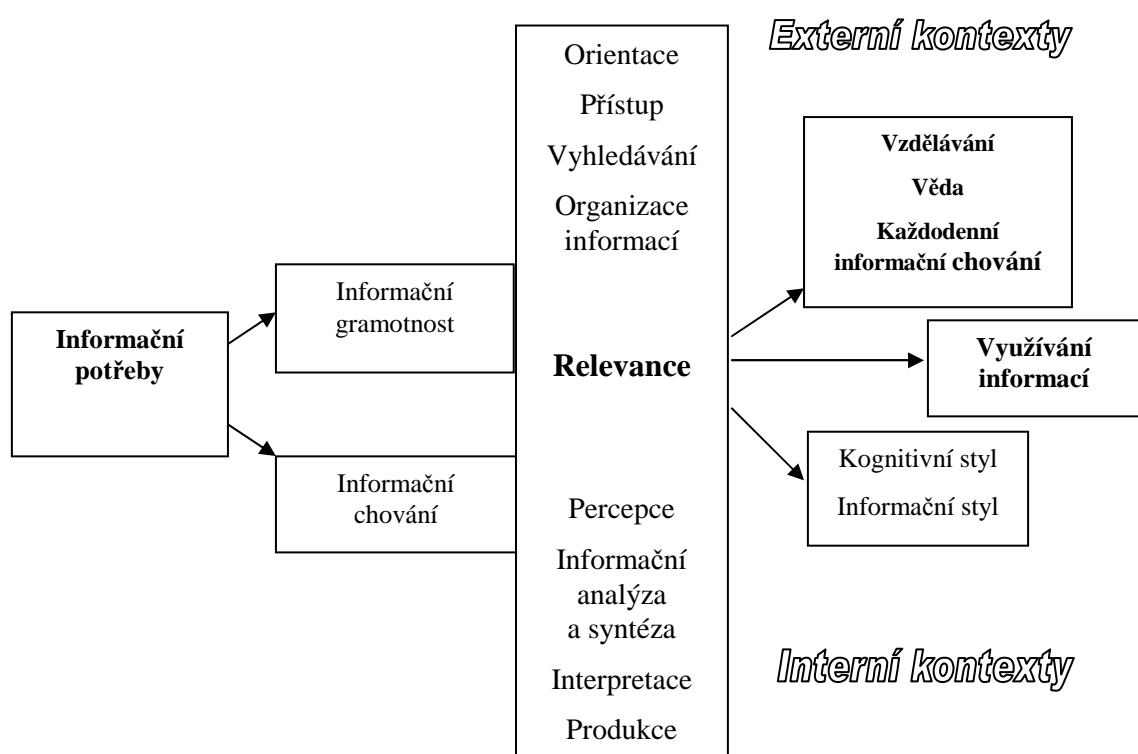 Externí kontexty
Orientace
Přístup
Vyhledávání
Organizace
informací
Relevance
Percepce
Informační
analýza
a syntéza
Interpretace
Produkce
Vzdělávání
Věda
Každodenní
informační chování
Informační
gramotnost
Informační
potřeby
Využívání
informací
Informační
chování
Kognitivní styl
Informační styl
Interní kontexty